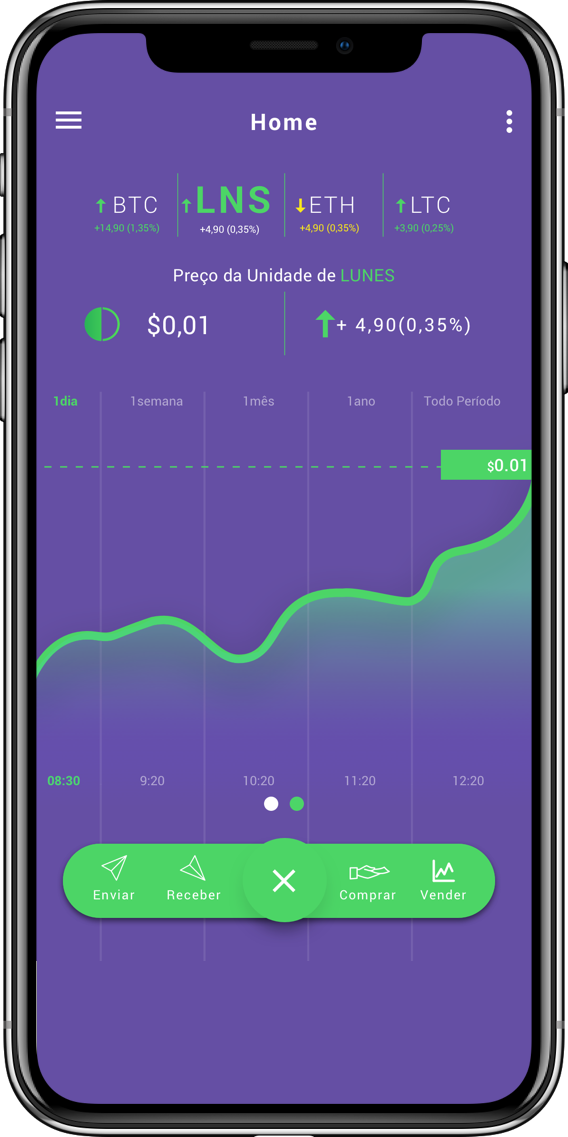 Home
BTC LNS ETH LTC
+14,90 (1,35%) +4,90 (0,35%) +4,90 (0,35%) +3,90 (0,25%)
Preço da Unidade de LUNES
$0,01 + 4,90(0,35%)
1dia 1semana 1mês 1ano Todo Período
$0.01
08:30 9:20 10:20 11:20 12:20
Enviar Receber Comprar Vender